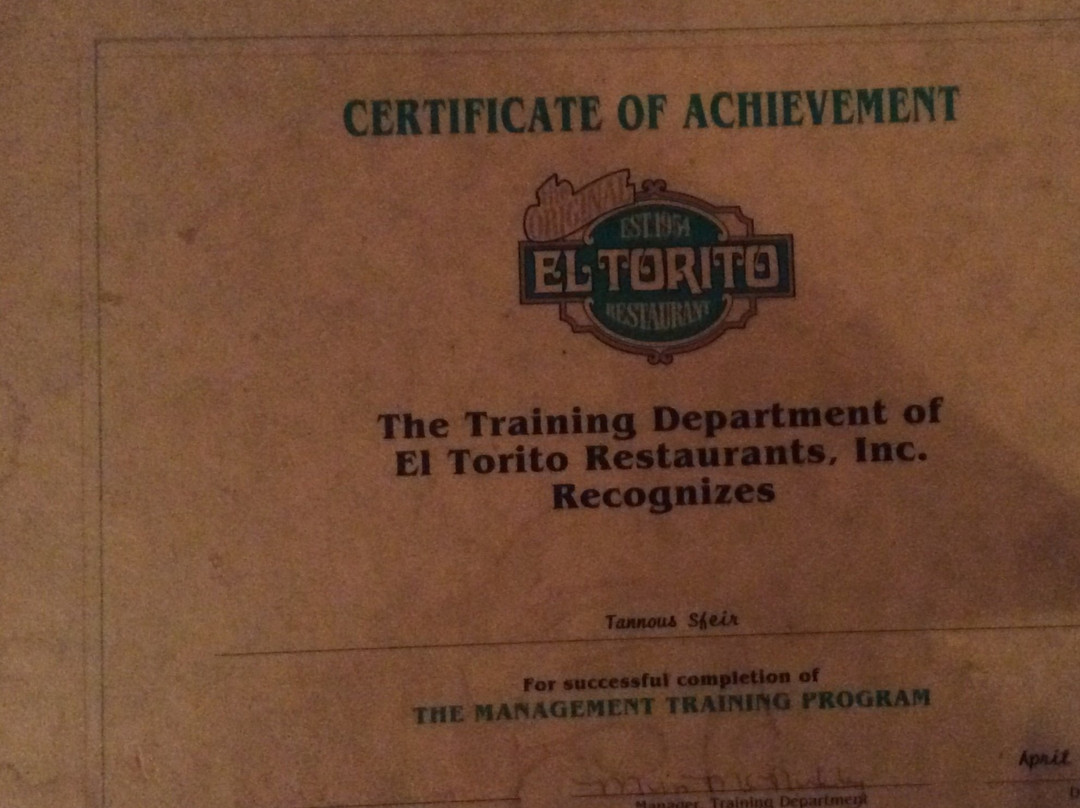 CERTIFICATE OF ACHIEVEMENT
The
ORIGINAL
EST.1954
EL TORITO
RESTAURANT
The Training Department of
El Torito Restaurants, Inc.
Recognizes
Tannous Sfeir
For successful completion of
THE MANAGEMENT TRAINING PROGRAM
April
Manager, Training Department